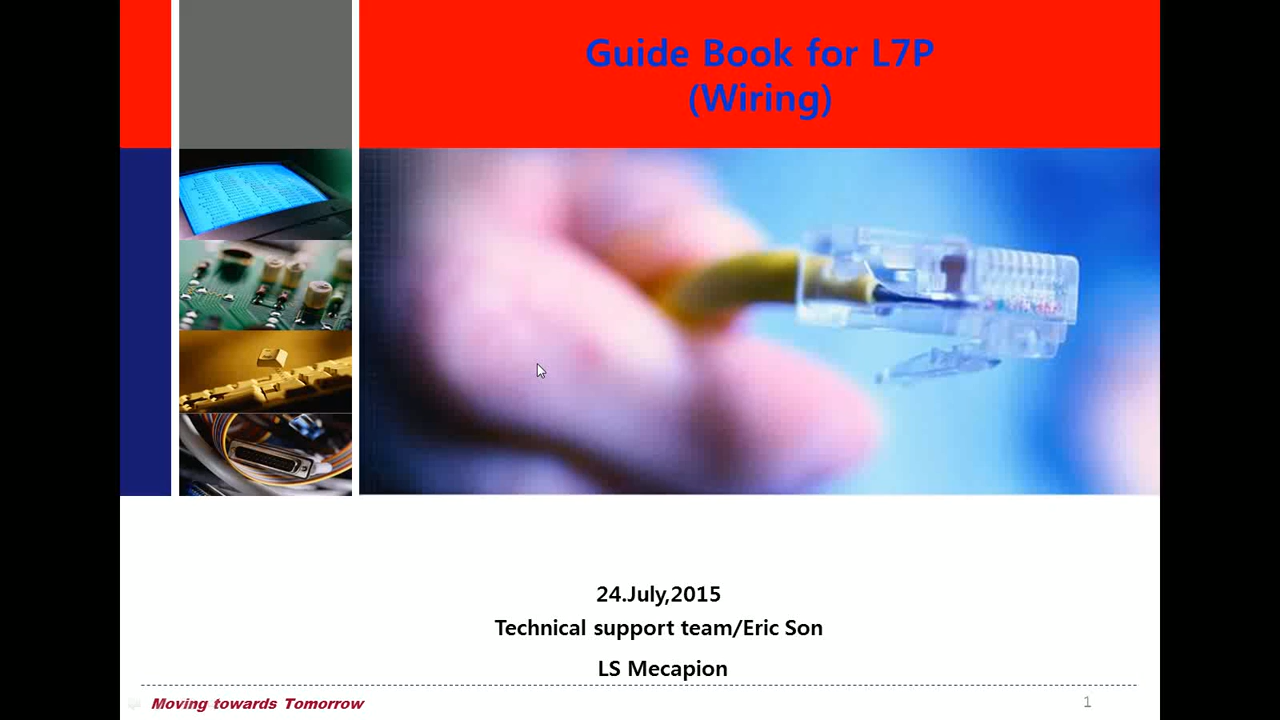 Guide Book for L7P
(Wiring)
24.July,2015
Technical support team/Eric Son
LS Mecapion
Moving towards Tomorrow
1